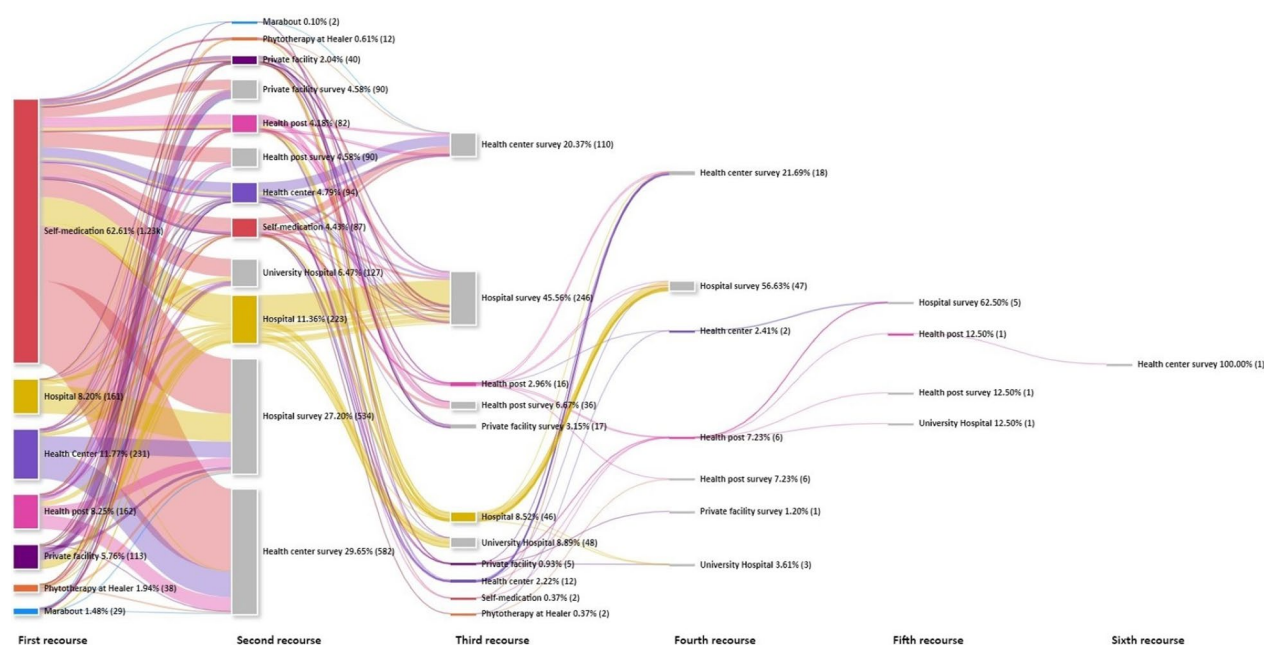 Self-medication 62.61% (1.23k)
Hospital 8.20% (161)
Health Center 11.77% (231)
Health post 8.25% (162)
Private facility 5.76% (113)
Phytotherapy at Healer 1.94% (38)
Marabout 1.48% (29)
Marabout 0.10% (2)
Phytotherapy at Healer 0.61% (12)
Private facility 2.04% (40)
Private facility survey 4.58% (90)
Health post 4.18% (82)
Health post survey 4.58% (90)
Health center 4.79% (94)
Self-medication 4.43% (87)
University Hospital 6.47% (127)
Hospital 11.36% (223)
Hospital survey 27.20% (534)
Health center survey 29.65% (582)
Health center survey 20.37% (110)
Hospital survey 45.56% (246)
Health post 2.96% (16)
Health post survey 6.67% (36)
Private facility survey 3.15% (17)
Hospital 8.52% (46)
University Hospital 8.89% (48)
Private facility 0.93% (5)
Health center 2.22% (12)
Self-medication 0.37% (2)
Phytotherapy at Healer 0.37% (2)
Health center survey 21.69% (18)
Hospital survey 56.63% (47)
Health center 2.41% (2)
Health post 7.23% (6)
Health post survey 7.23% (6)
Private facility survey 1.20% (1)
University Hospital 3.61% (3)
Hospital survey 62.50% (5)
Health post 12.50% (1)
Health post survey 12.50% (1)
University Hospital 12.50% (1)
Health center survey 100.00% (1)
First recourse
Second recourse
Third recourse
Fourth recourse
Fifth recourse
Sixth recourse